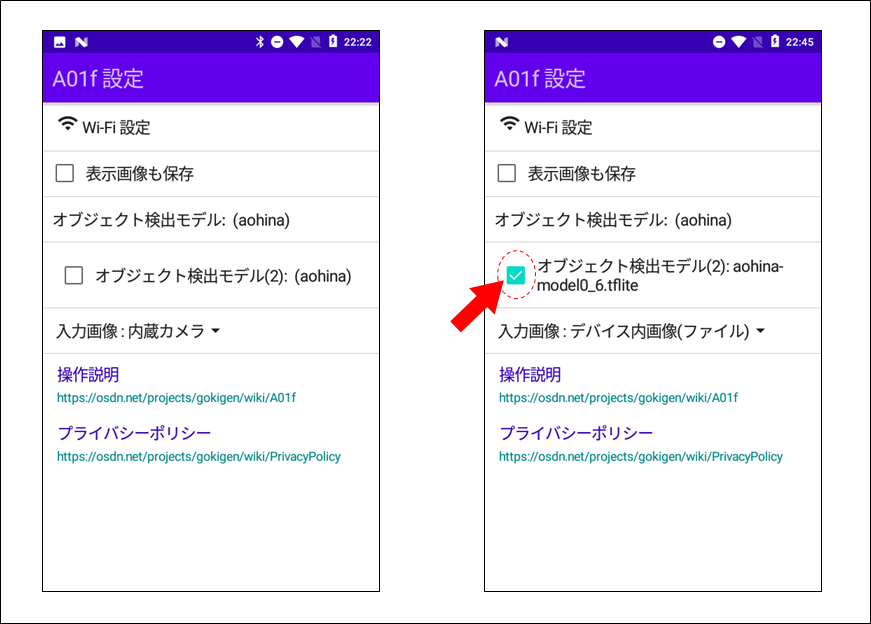 22:22
A01f 設定
Wi-Fi 設定
表示画像も保存
オブジェクト検出モデル: (aohina)
オブジェクト検出モデル(2): (aohina)
入力画像 : 内蔵カメラ
操作説明
https://osdn.net/projects/gokigen/wiki/A01f
プライバシーポリシー
https://osdn.net/projects/gokigen/wiki/PrivacyPolicy
22:45
A01f 設定
Wi-Fi 設定
表示画像も保存
オブジェクト検出モデル: (aohina)
オブジェクト検出モデル(2): aohina-
model0_6.tflite
入力画像 : デバイス内画像(ファイル)
操作説明
https://osdn.net/projects/gokigen/wiki/A01f
プライバシーポリシー
https://osdn.net/projects/gokigen/wiki/PrivacyPolicy